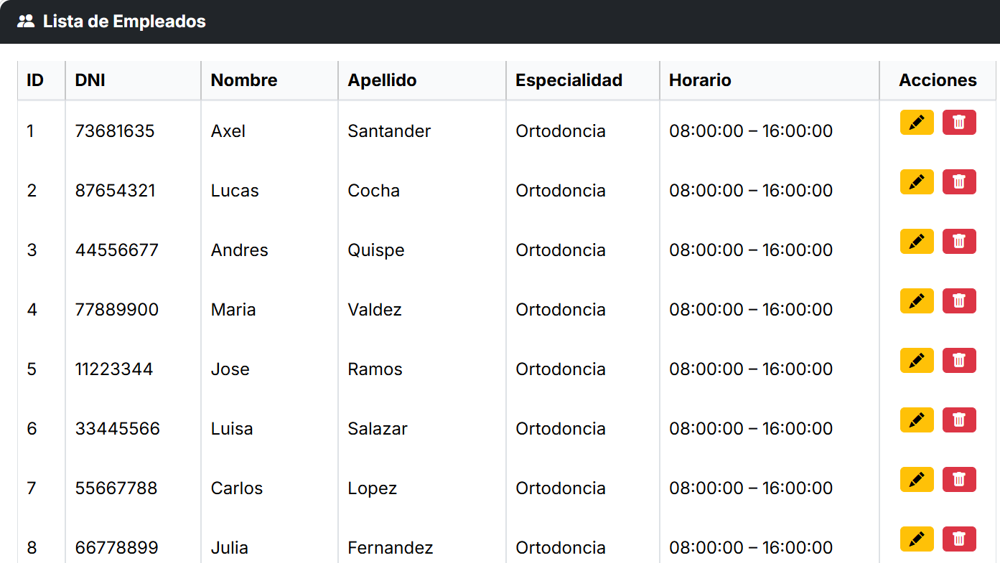 Lista de Empleados
ID DNI Nombre Apellido Especialidad Horario Acciones
1 73681635 Axel Santander Ortodoncia 08:00:00 – 16:00:00
2 87654321 Lucas Cocha Ortodoncia 08:00:00 – 16:00:00
3 44556677 Andres Quispe Ortodoncia 08:00:00 – 16:00:00
4 77889900 Maria Valdez Ortodoncia 08:00:00 – 16:00:00
5 11223344 Jose Ramos Ortodoncia 08:00:00 – 16:00:00
6 33445566 Luisa Salazar Ortodoncia 08:00:00 – 16:00:00
7 55667788 Carlos Lopez Ortodoncia 08:00:00 – 16:00:00
8 66778899 Julia Fernandez Ortodoncia 08:00:00 – 16:00:00